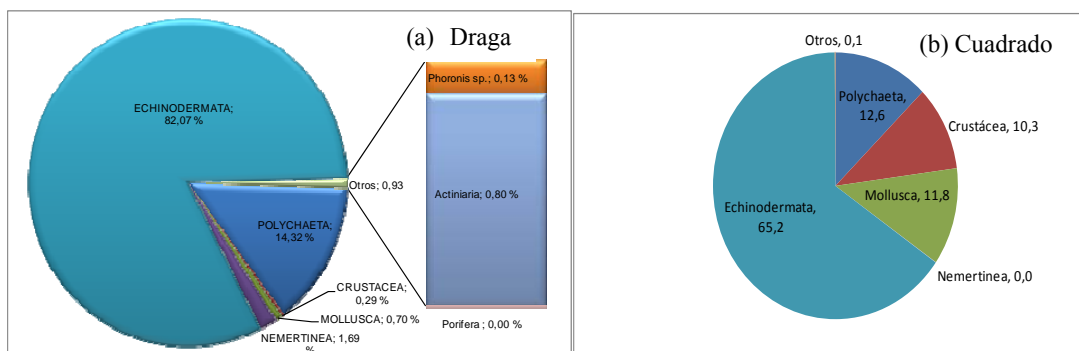 (a) Draga
ECHINODERMATA;
82,07 %
Otros; 0,93
POLYCHAETA;
14,32 %
CRUSTACEA;
0,29 %
MOLLUSCA; 0,70 %
NEMERTINEA; 1,69
%
Phoronis sp.; 0,13 %
Actiniaria; 0,80 %
Porifera ; 0,00 %
(b) Cuadrado
Otros, 0,1
Polychaeta,
12,6
Crustácea, 10,3
Mollusca, 11,8
Echinodermata,
65,2
Nemertinea, 0,0